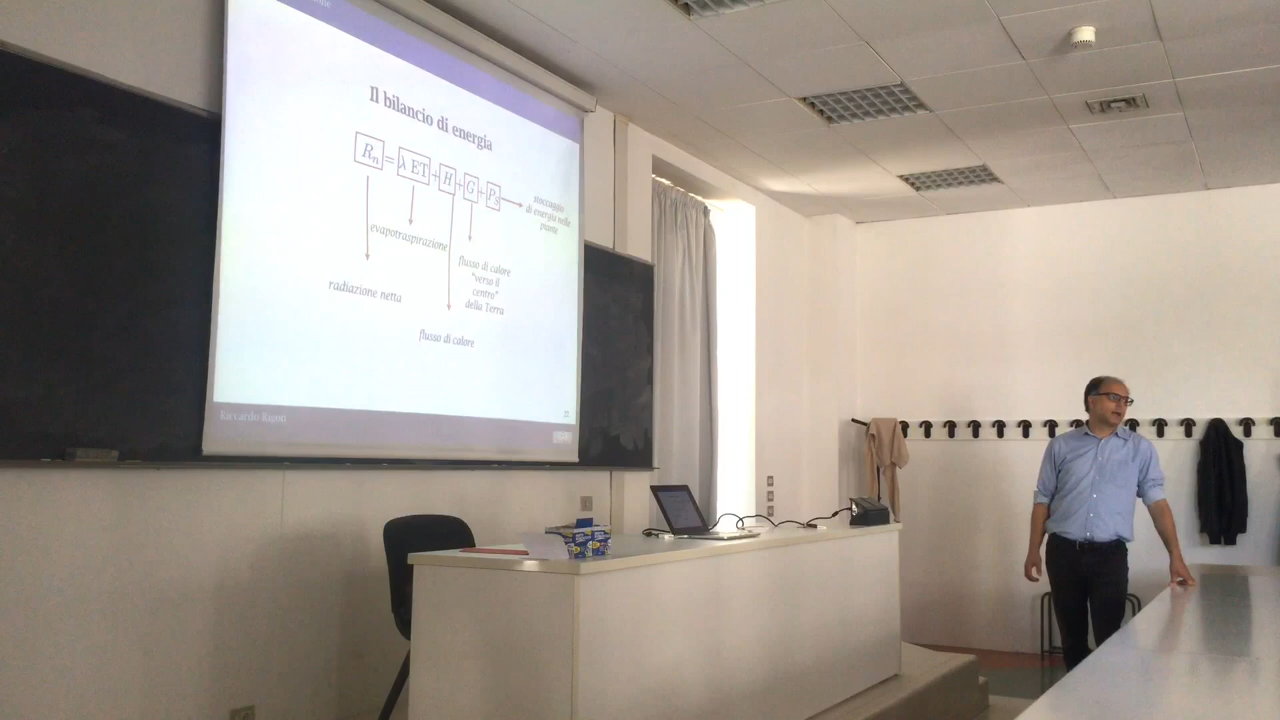 Il bilancio di energia
Rn = λ ET + H + G + PS
stoccaggio
di energia nelle
piante
evapotraspirazione
flusso di calore
"verso il
centro"
della Terra
radiazione netta
flusso di calore
Riccardo Rigon